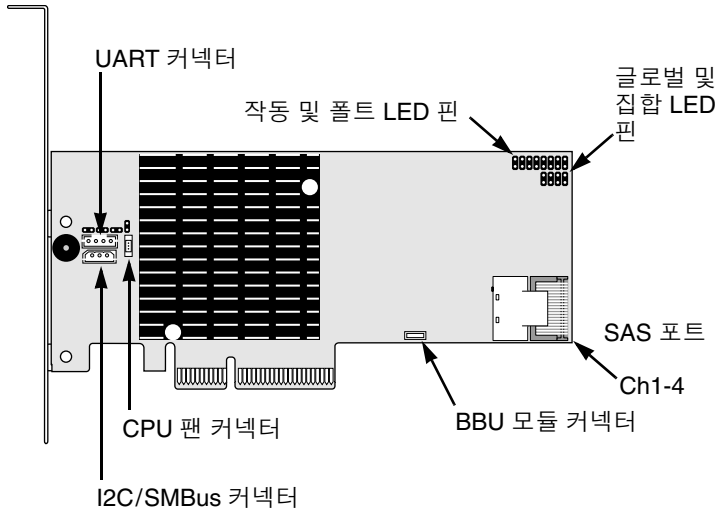 UART 커넥터
작동 및 폴트 LED 핀
글로벌 및
집합 LED
핀
SAS 포트
Ch1-4
BBU 모듈 커넥터
CPU 팬 커넥터
I2C/SMBus 커넥터